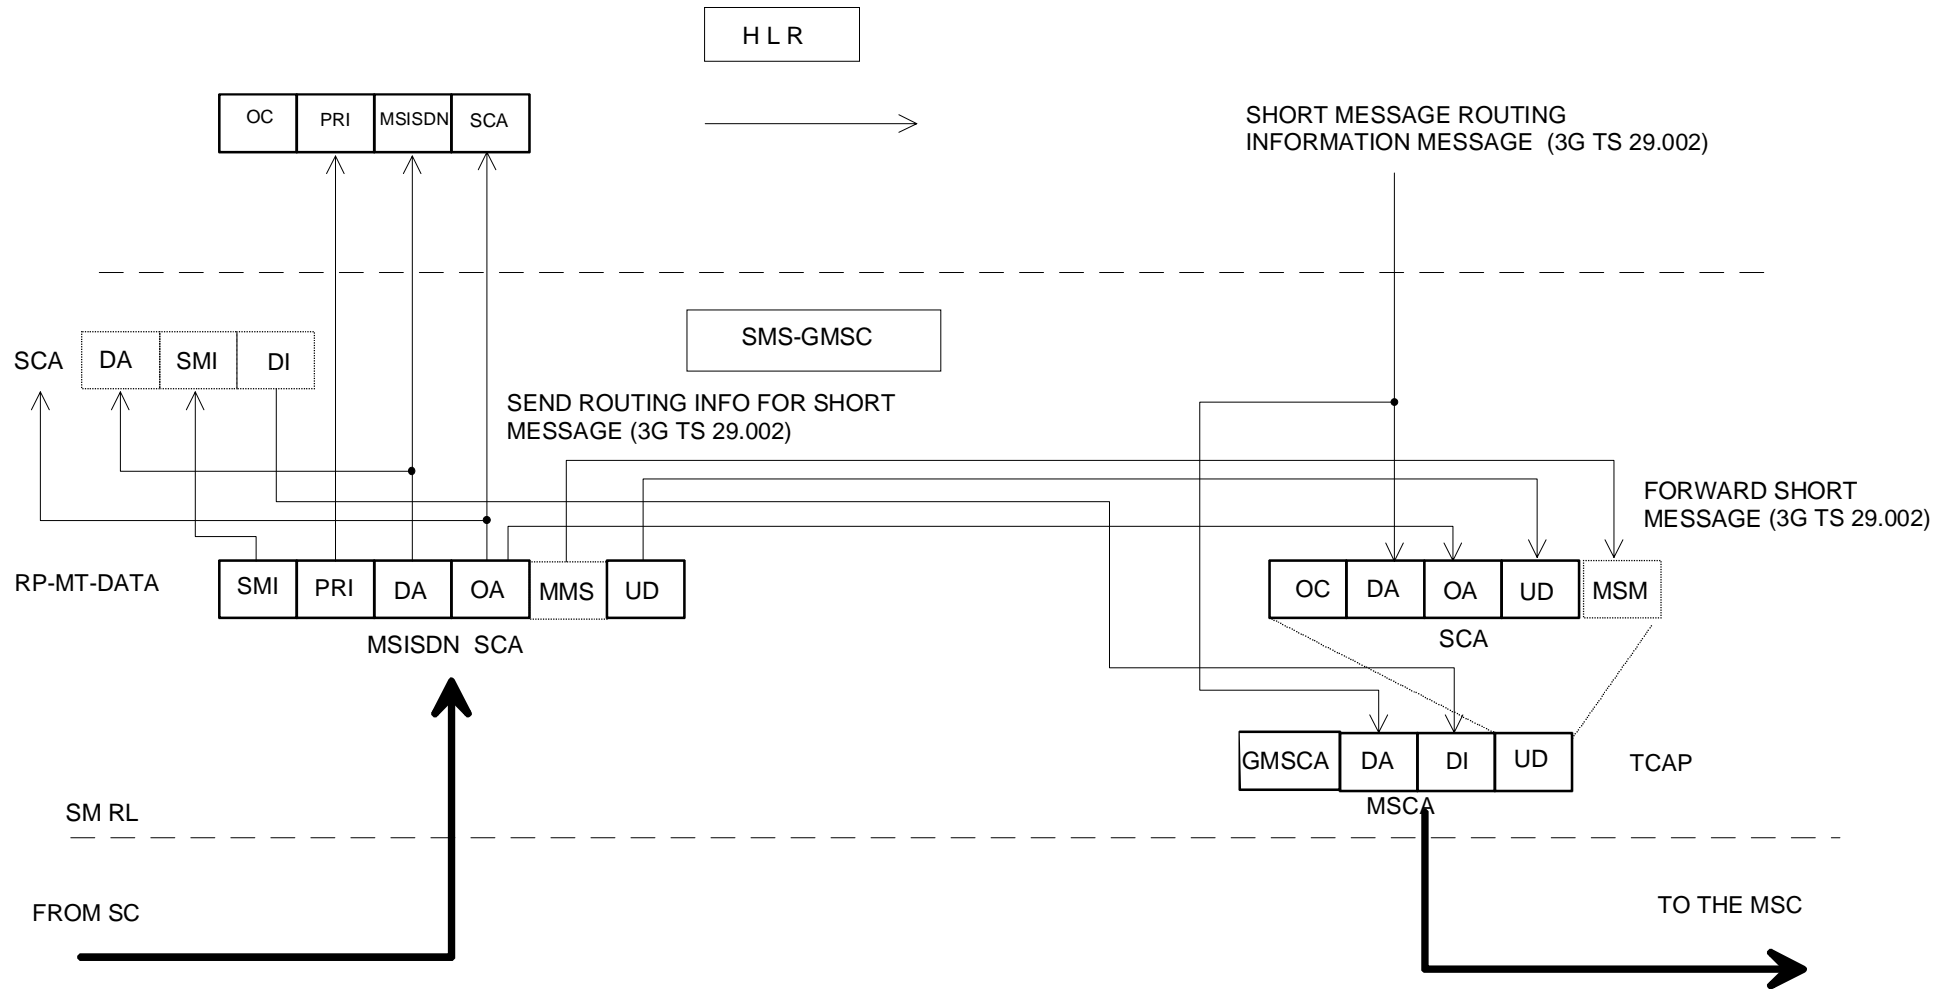 H L R
OC PRI MSISDN SCA
SHORT MESSAGE ROUTING
INFORMATION MESSAGE (3G TS 29.002)
SMS-GMSC
SCA DA SMI DI
SEND ROUTING INFO FOR SHORT
MESSAGE (3G TS 29.002)
FORWARD SHORT
MESSAGE (3G TS 29.002)
RP-MT-DATA SMI PRI DA OA MMS UD
MSISDN SCA
OC DA OA UD MSM
SCA
GMSCA DA DI UD TCAP
MSCA
SM RL
FROM SC
TO THE MSC